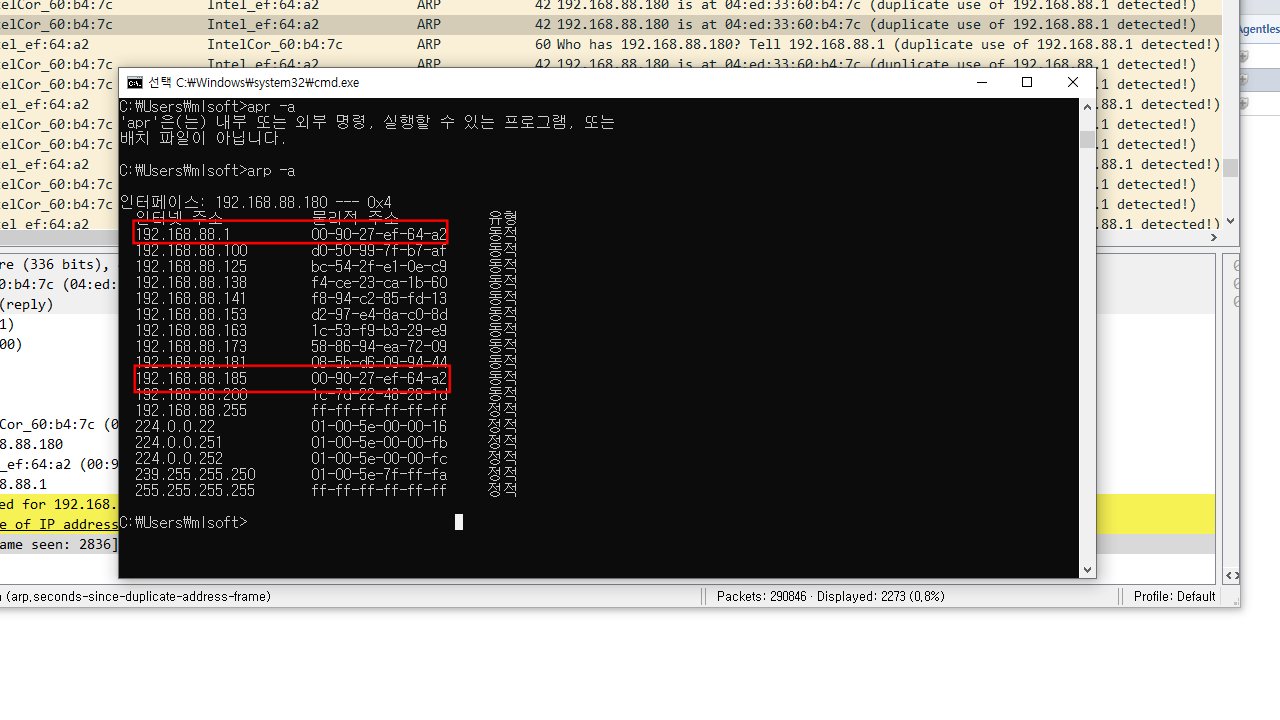 ntelCor_60:b4:7c Intel_ef:64:a2 ARP 42 192.168.88.180 is at 04:ed:33:60:b4:7c (duplicate use of 192.168.88.1 detected!)
ntelCor_60:b4:7c Intel_ef:64:a2 ARP 42 192.168.88.180 is at 04:ed:33:60:b4:7c (duplicate use of 192.168.88.1 detected!)
tel_ef:64:a2 IntelCor_60:b4:7c ARP 60 Who has 192.168.88.180? Tell 192.168.88.1 (duplicate use of 192.168.88.1 detected!)
ntelCor_60:b4:7c Intel_ef:64:a2 ARP 42 192.168.88.180 is at 04:ed:33:60:b4:7c (duplicate use of 192.168.88.1 detected!)
ntelCor_60:b4:7c .1 detected!)
tel_ef:64:a2 88.1 detected!)
ntelCor_60:b4:7c .1 detected!)
ntelCor_60:b4:7c .1 detected!)
tel_ef:64:a2 88.1 detected!)
ntelCor_60:b4:7c .1 detected!)
ntelCor_60:b4:7c .1 detected!)
tel_ef:64:a2 88.1 detected!)
Agentles
선택 C:₩Windows₩system32₩cmd.exe
C:₩Users₩mlsoft>apr -a
'apr'은(는) 내부 또는 외부 명령, 실행할 수 있는 프로그램, 또는
배치 파일이 아닙니다.
C:₩Users₩mlsoft>arp -a
인터페이스: 192.168.88.180 --- 0x4
인터넷 주소 물리적 주소 유형
192.168.88.1 00-90-27-ef-64-a2 동적
192.168.88.100 d0-50-99-7f-b7-af 동적
192.168.88.125 bc-54-2f-e1-0e-c9 동적
192.168.88.138 f4-ce-23-ca-1b-60 동적
192.168.88.141 f8-94-c2-85-fd-13 동적
192.168.88.153 d2-97-e4-8a-c0-8d 동적
192.168.88.163 1c-53-f9-b3-29-e9 동적
192.168.88.173 58-86-94-ea-72-09 동적
192.168.88.181 08-5b-d6-09-94-44 동적
192.168.88.185 00-90-27-ef-64-a2 동적
192.168.88.200 1c-7d-22-48-28-1d 동적
192.168.88.255 ff-ff-ff-ff-ff-ff 정적
224.0.0.22 01-00-5e-00-00-16 정적
224.0.0.251 01-00-5e-00-00-fb 정적
224.0.0.252 01-00-5e-00-00-fc 정적
239.255.255.250 01-00-5e-7f-ff-fa 정적
255.255.255.255 ff-ff-ff-ff-ff-ff 정적
C:₩Users₩mlsoft>
re (336 bits),
0:b4:7c (04:ed:
(reply)
1)
00)
Cor_60:b4:7c (0
8.88.180
_ef:64:a2 (00:9
8.88.1
ed for 192.168.
e of IP address
ame seen: 2836]
(arp.seconds-since-duplicate-address-frame) Packets: 290846 · Displayed: 2273 (0.8%) Profile: Default